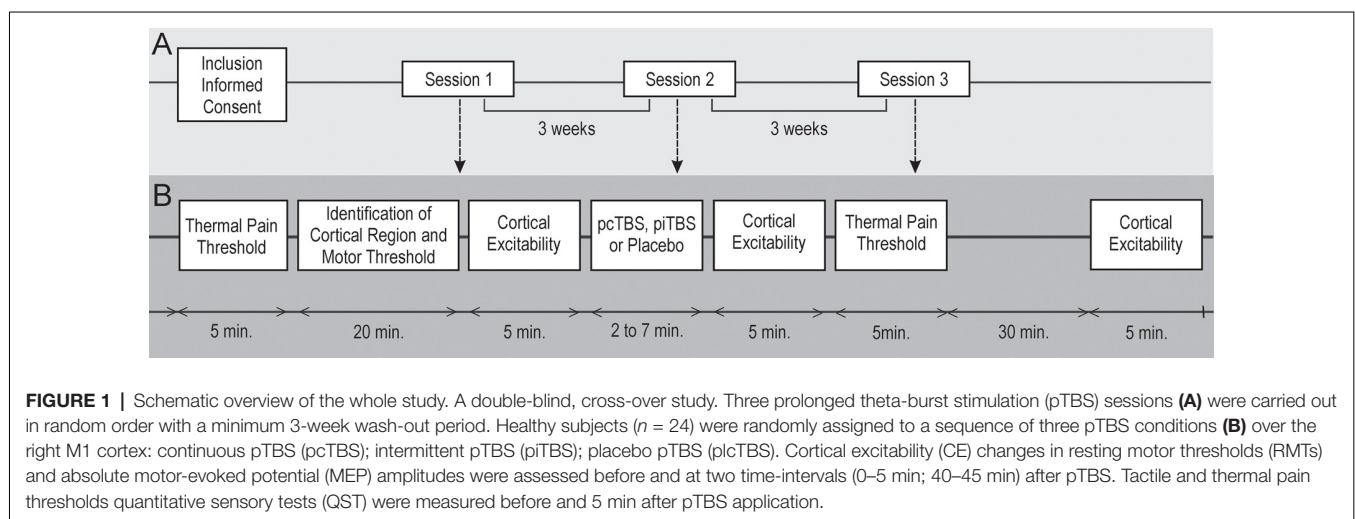 A
Inclusion
Informed
Consent
Session 1
Session 2
Session 3
3 weeks
3 weeks
B
Thermal Pain
Threshold
Identification of
Cortical Region and
Motor Threshold
Cortical
Excitability
pcTBS, piTBS
or Placebo
Cortical
Excitability
Thermal Pain
Threshold
Cortical
Excitability
5 min.
20 min.
5 min.
2 to 7 min.
5 min.
5min.
30 min.
5 min.
FIGURE 1 | Schematic overview of the whole study. A double-blind, cross-over study. Three prolonged theta-burst stimulation (pTBS) sessions (A) were carried out
in random order with a minimum 3-week wash-out period. Healthy subjects (n = 24) were randomly assigned to a sequence of three pTBS conditions (B) over the
right M1 cortex: continuous pTBS (pcTBS); intermittent pTBS (piTBS); placebo pTBS (plcTBS). Cortical excitability (CE) changes in resting motor thresholds (RMTs)
and absolute motor-evoked potential (MEP) amplitudes were assessed before and at two time-intervals (0–5 min; 40–45 min) after pTBS. Tactile and thermal pain
thresholds quantitative sensory tests (QST) were measured before and 5 min after pTBS application.